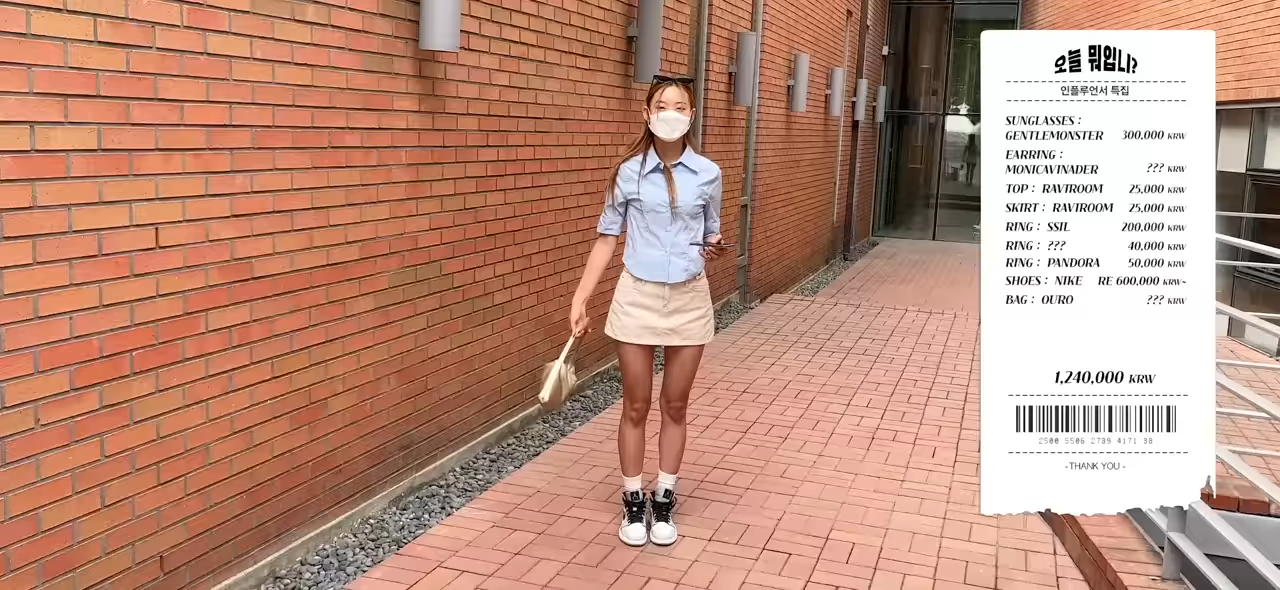 오늘 뭐입니?
인플루언서 특집
SUNGLASSES :
GENTLEMONSTER 300,000 KRW
EARRING :
MONICAVINADER ??? KRW
TOP : RAVIROOM 25,000 KRW
SKIRT : RAVIROOM 25,000 KRW
RING : SSIL 200,000 KRW
RING : ??? 40,000 KRW
RING : PANDORA 50,000 KRW
SHOES : NIKE RE 600,000 KRW~
BAG : OURO ??? KRW
1,240,000 KRW
2500 5506 2789 4171 38
- THANK YOU -